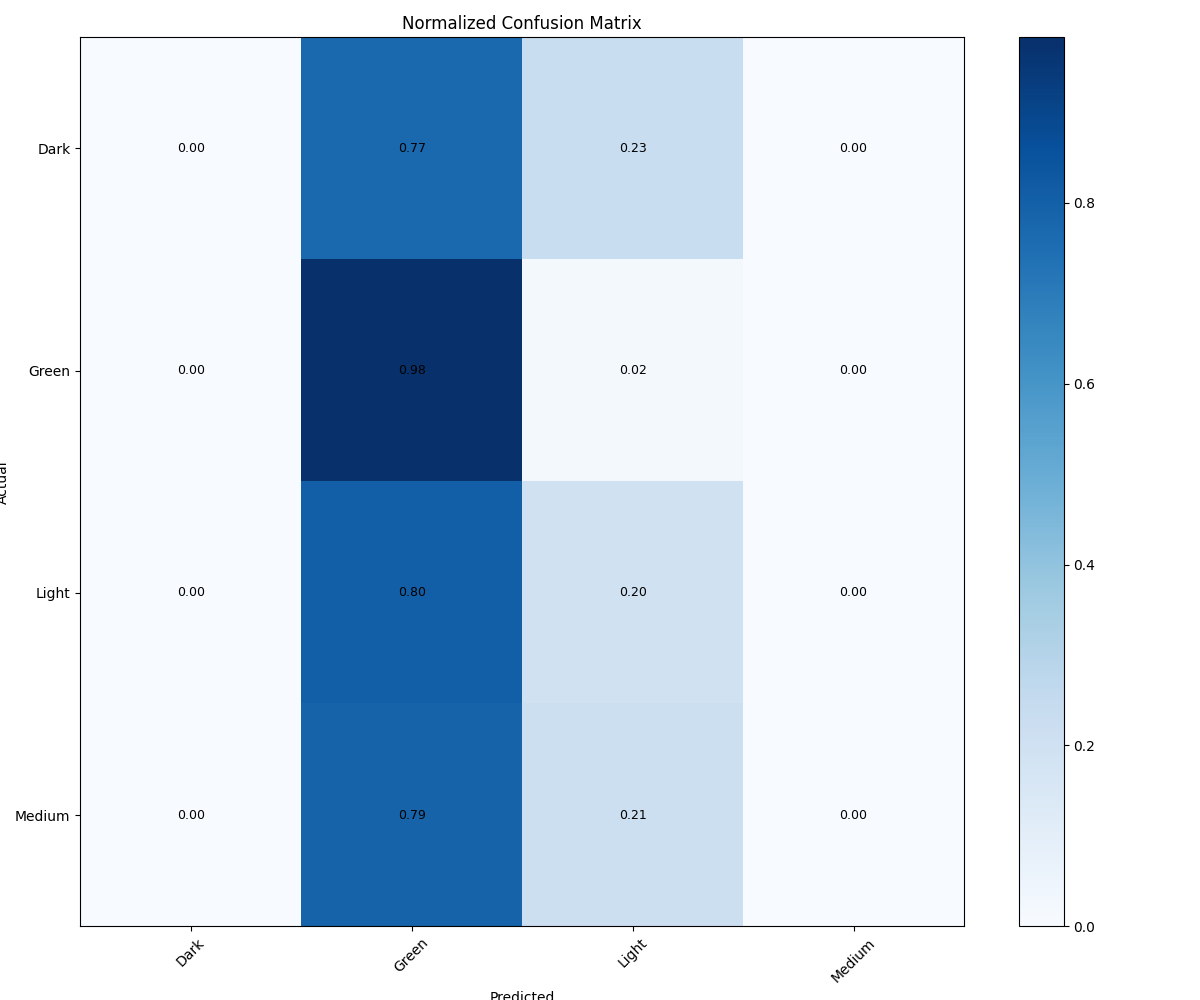 Normalized Confusion Matrix
Dark 0.00 0.77 0.23 0.00
Green 0.00 0.98 0.02 0.00
Light 0.00 0.80 0.20 0.00
Medium 0.00 0.79 0.21 0.00
Actual
Dark Green Light Medium
Predicted
0.8
0.6
0.4
0.2
0.0